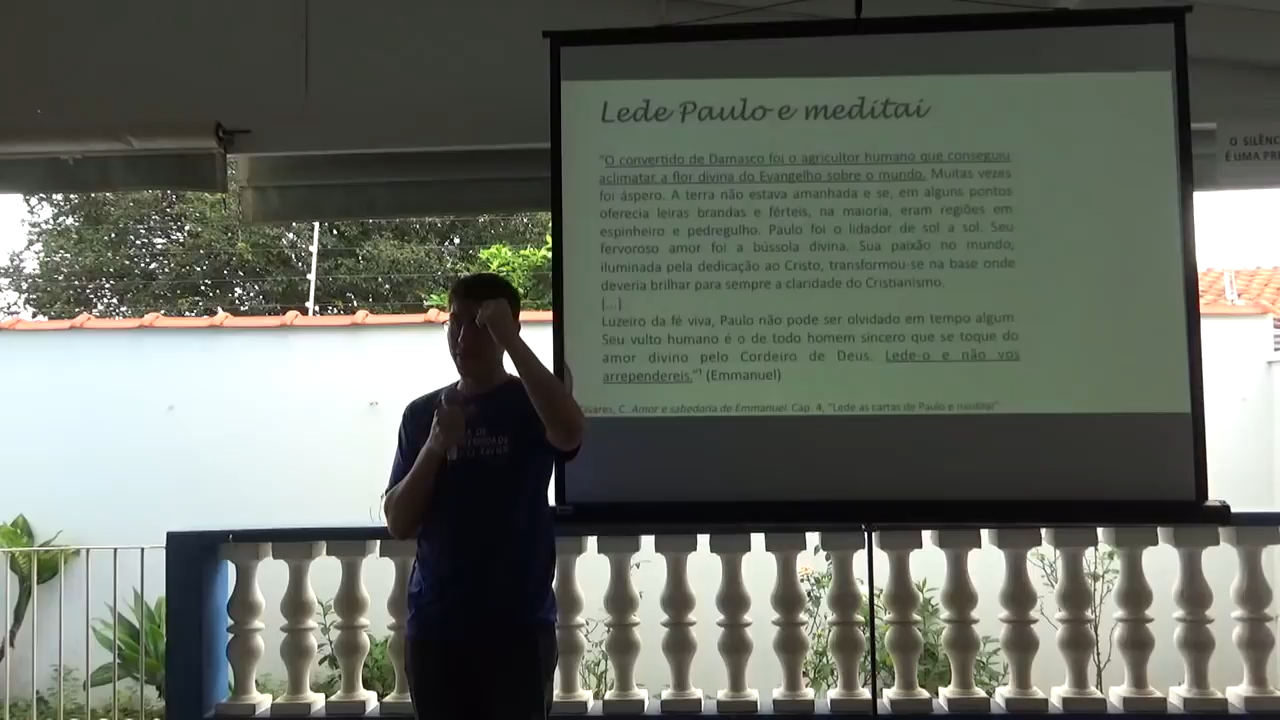 Lede Paulo e meditai
"O convertido de Damasco foi o agricultor humano que conseguiu
aclimatar a flor divina do Evangelho sobre o mundo. Muitas vezes
foi áspero. A terra não estava amanhada e se, em alguns pontos
oferecia leiras brandas e férteis, na maioria, eram regiões em
espinheiro e pedregulho. Paulo foi o lidador de sol a sol. Seu
fervoroso amor foi a bússola divina. Sua paixão no mundo,
iluminada pela dedicação ao Cristo, transformou-se na base onde
deveria brilhar para sempre a claridade do Cristianismo.
(...)
Luzeiro da fé viva, Paulo não pode ser olvidado em tempo algum.
Seu vulto humano é o de todo homem sincero que se toque do
amor divino pelo Cordeiro de Deus. Lede-o e não vos
arrependereis."¹ (Emmanuel)
C. Amor e sabedoria de Emmanuel. Cap. 4, "Lede as cartas de Paulo e meditai"
O SILÊNC
É UMA PR
A DE
XAVIER